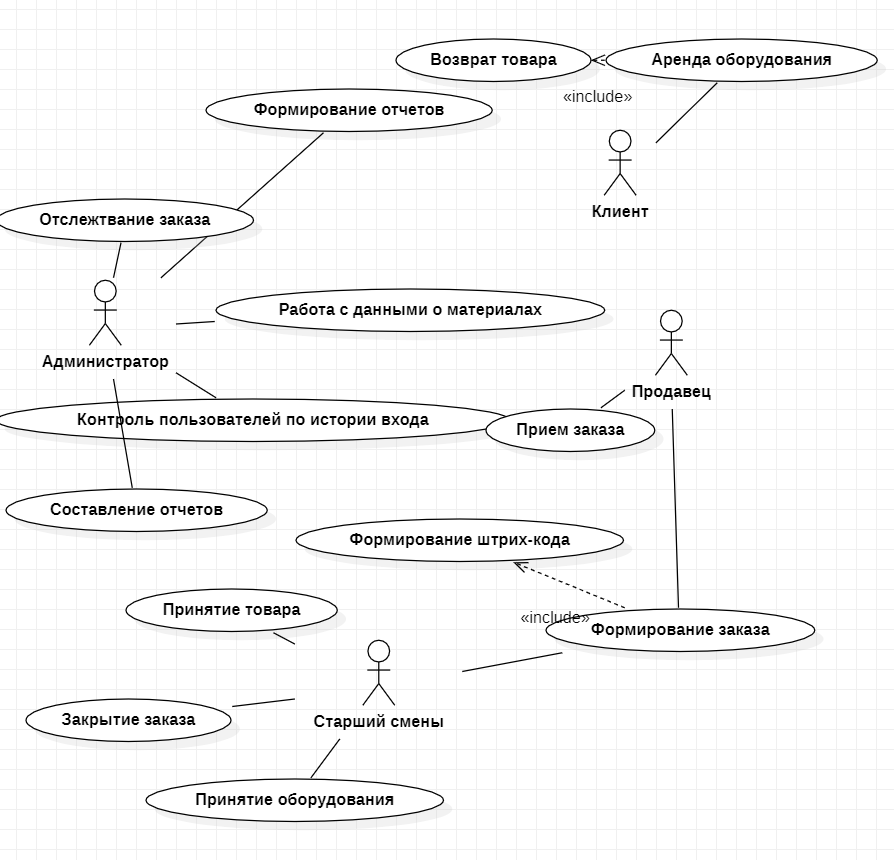 Возврат товара
Аренда оборудования
«include»
Формирование отчетов
Клиент
Отслежтвание заказа
Работа с данными о материалах
Администратор
Продавец
Контроль пользователей по истории входа
Прием заказа
Составление отчетов
Формирование штрих-кода
Принятие товара
«include»
Формирование заказа
Закрытие заказа
Старший смены
Принятие оборудования